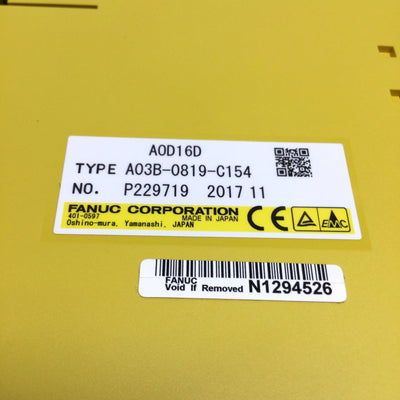 AOD16D
TYPE A03B-0819-C154
NO. P229719 2017 11
FANUC CORPORATION
401-0597 MADE IN JAPAN
Oshino-mura, Yamanashi, JAPAN
CE
EMC
FANUC
Void If Removed N1294526